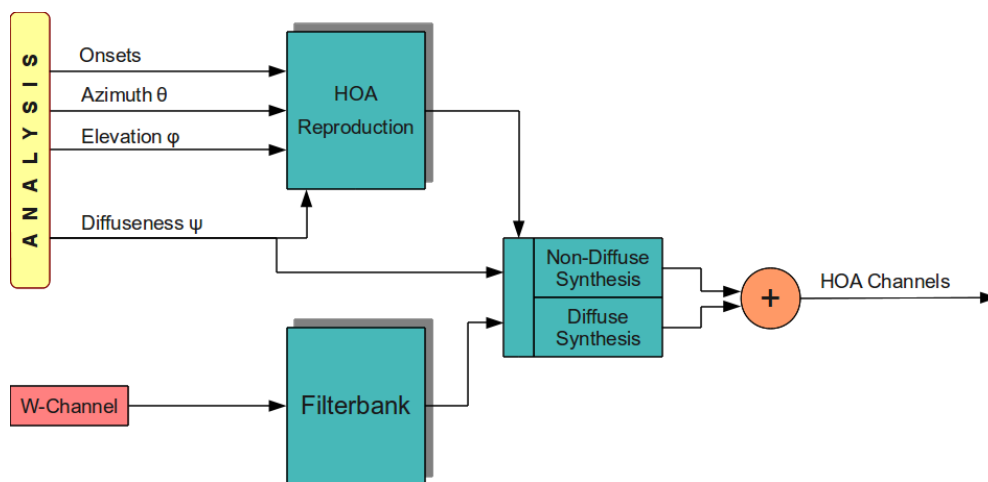 ANALYSIS
Onsets
Azimuth θ
Elevation φ
Diffuseness ψ
HOA
Reproduction
Non-Diffuse
Synthesis
Diffuse
Synthesis
+
HOA Channels
W-Channel
Filterbank